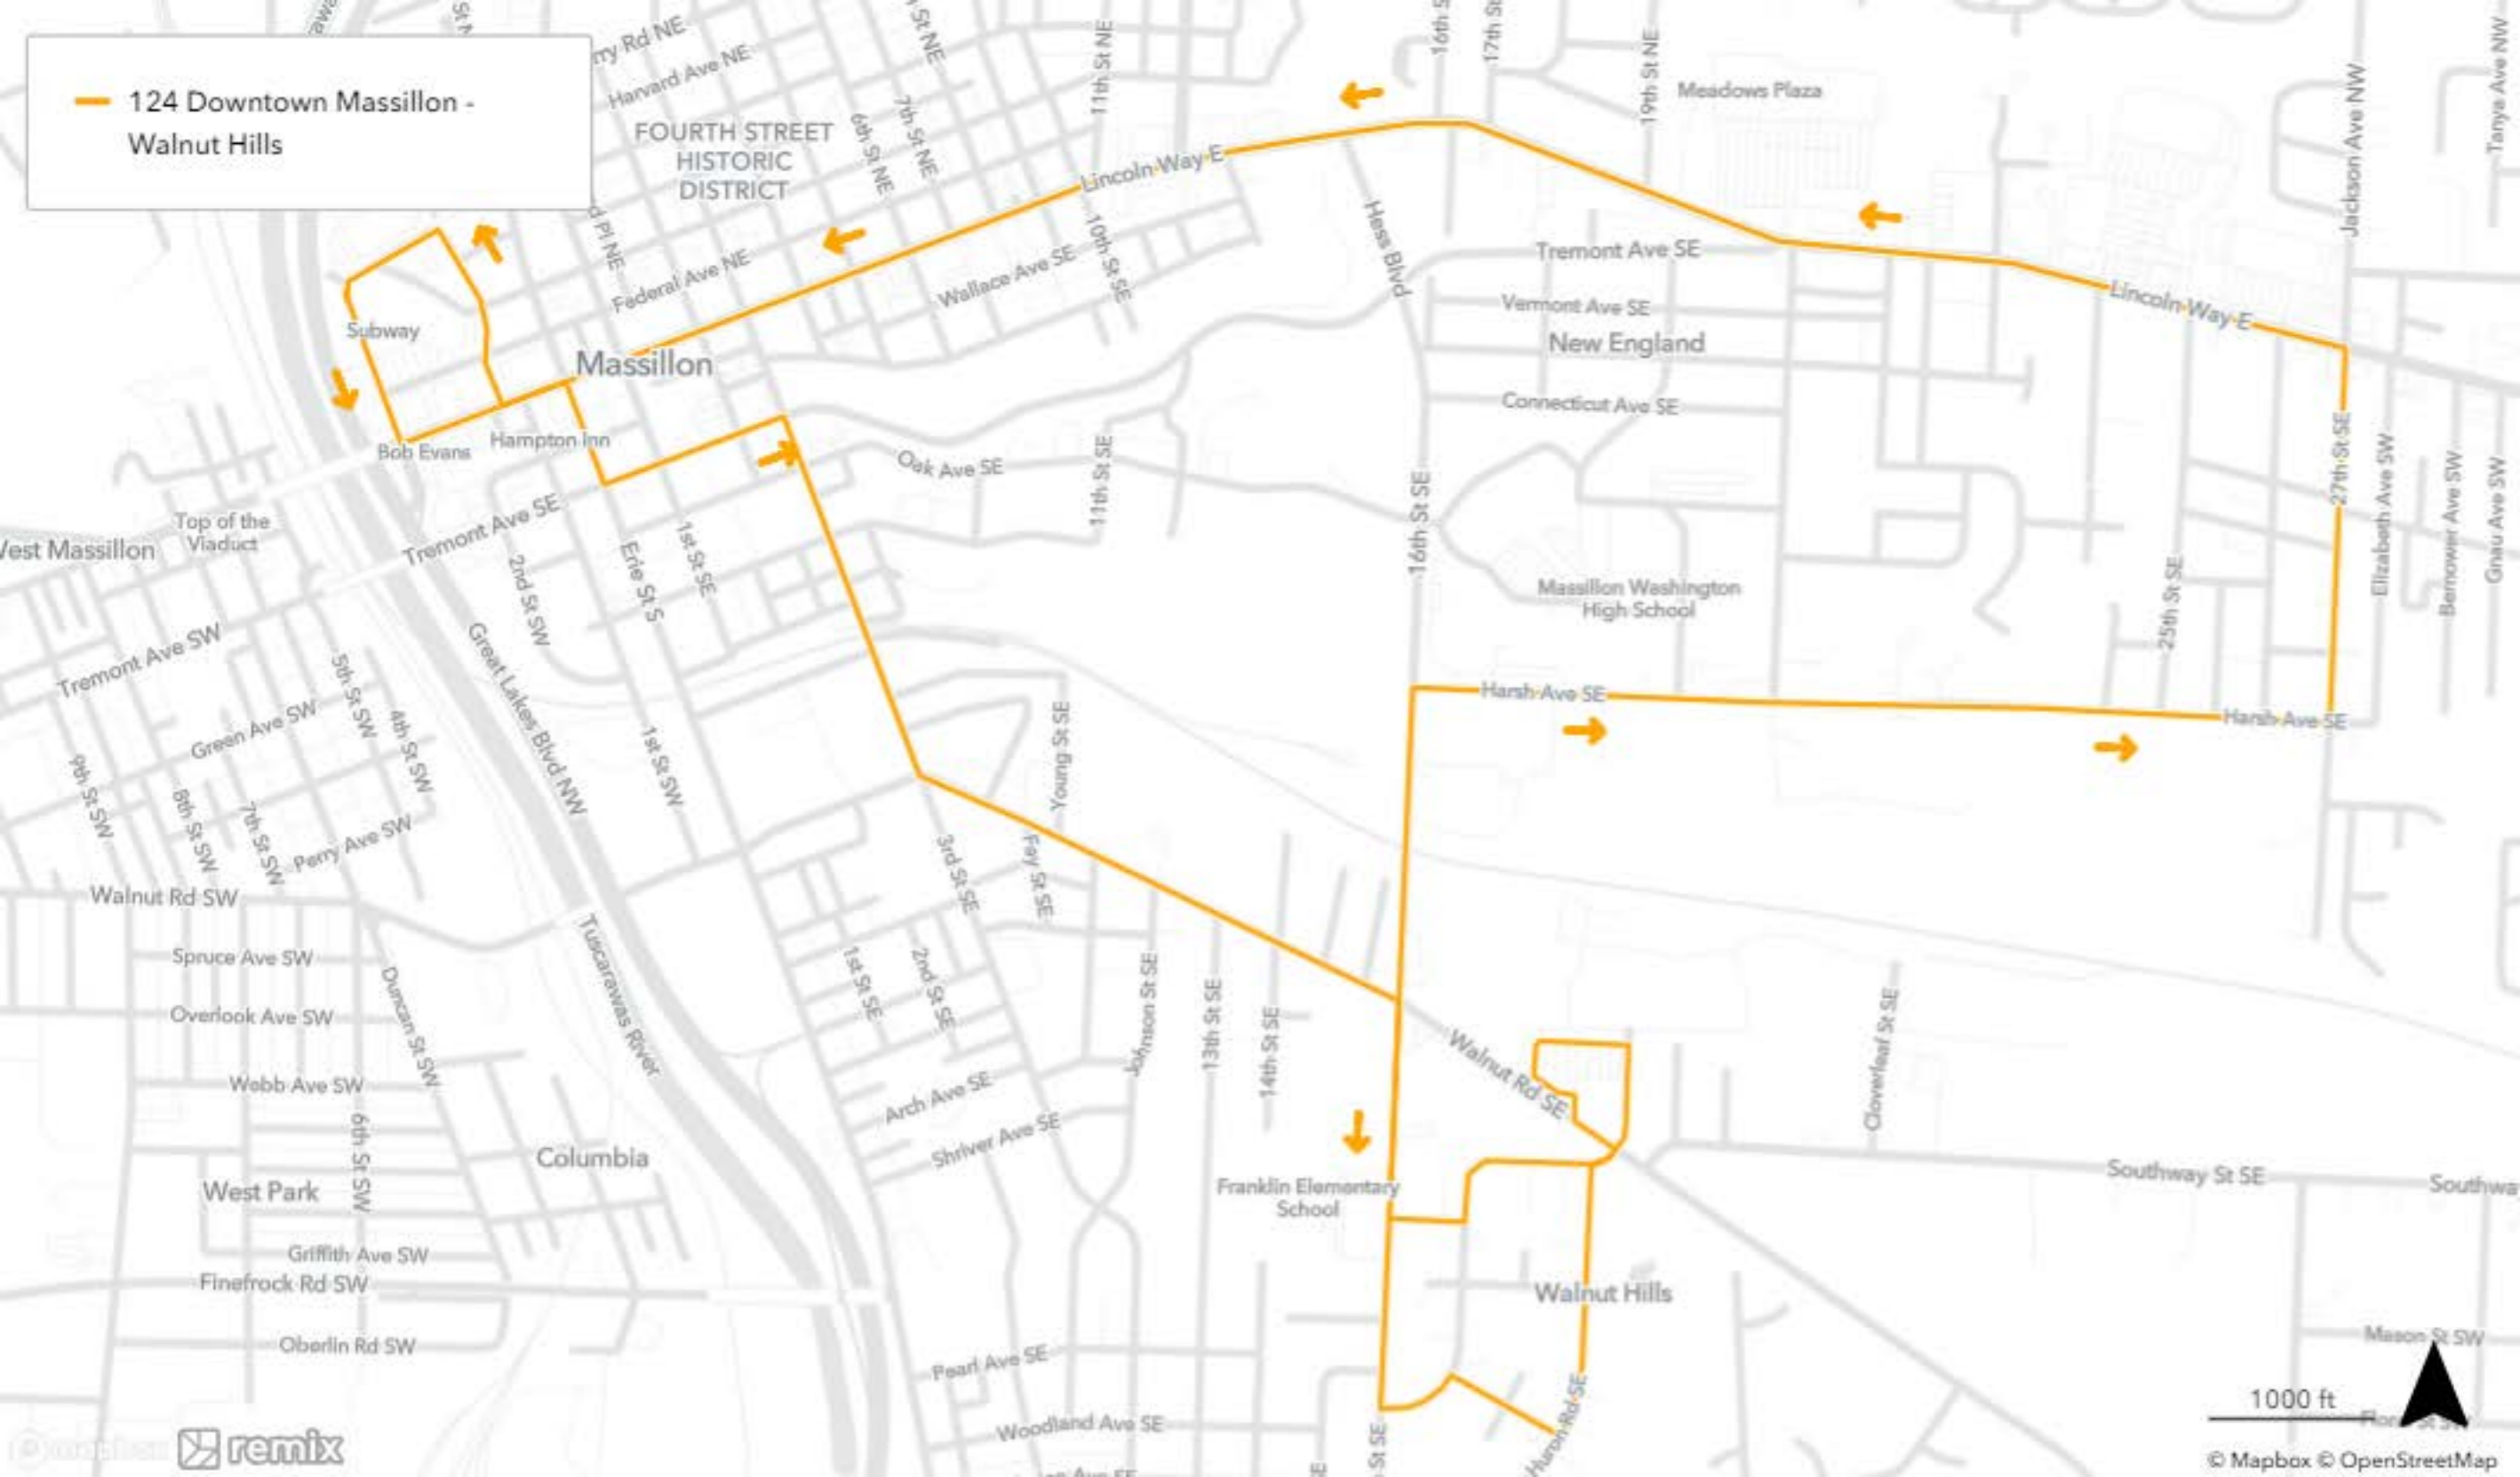 124 Downtown Massillon -
Walnut Hills
Harvard Ave NE
FOURTH STREET
HISTORIC
DISTRICT
6th St NE
7th St NE
11th St NE
19th St NE
Meadows Plaza
Jackson Ave NW
Tanya Ave NW
Lincoln Way E
10th St SE
Hess Blvd
Federal Ave NE
Wallace Ave SE
Tremont Ave SE
Vermont Ave SE
New England
Connecticut Ave SE
Lincoln Way E
Subway
Massillon
Bob Evans
Hampton Inn
Oak Ave SE
11th St SE
16th St SE
27th St SE
Elizabeth Ave SW
Bernower Ave SW
Gnau Ave SW
Top of the
Viaduct
Tremont Ave SE
2nd St SW
Erie St S
1st St SE
Massillon Washington
High School
25th St SE
Tremont Ave SW
Green Ave SW
5th St SW
4th St SW
Great Lakes Blvd NW
1st St SW
Young St SE
Harsh Ave SE
Harsh Ave SE
9th St SW
8th St SW
7th St SW
Perry Ave SW
3rd St SE
Fay St SE
Walnut Rd SW
Spruce Ave SW
Overlook Ave SW
Duncan St SW
Tuscarawas River
1st St SE
2nd St SE
Johnson St SE
13th St SE
14th St SE
Walnut Rd SE
Cloverleaf St SE
Webb Ave SW
6th St SW
Arch Ave SE
Shriver Ave SE
Columbia
West Park
Franklin Elementary
School
Southway St SE
Griffith Ave SW
Finefrock Rd SW
Walnut Hills
Oberlin Rd SW
Pearl Ave SE
Mason St SW
Woodland Ave SE
Huron Rd SE
1000 ft
remix
© Mapbox © OpenStreetMap